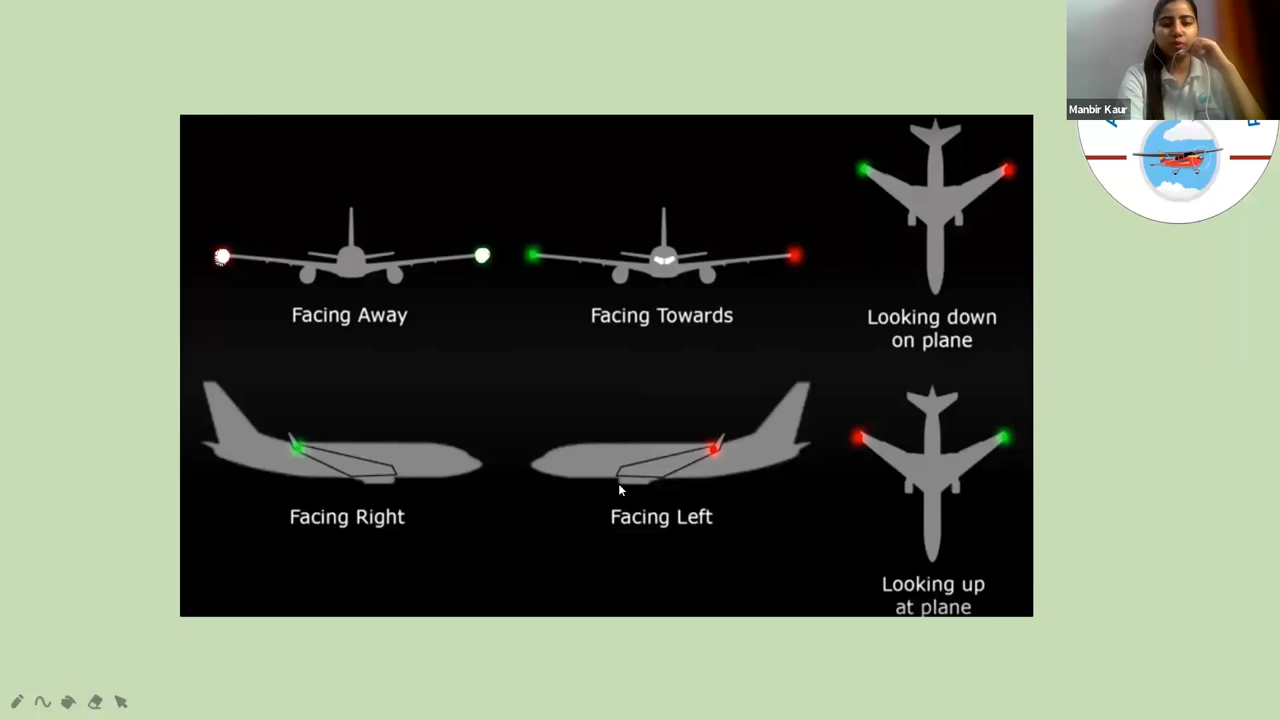 Manbir Kaur
Facing Away
Facing Towards
Looking down
on plane
Facing Right
Facing Left
Looking up
at plane